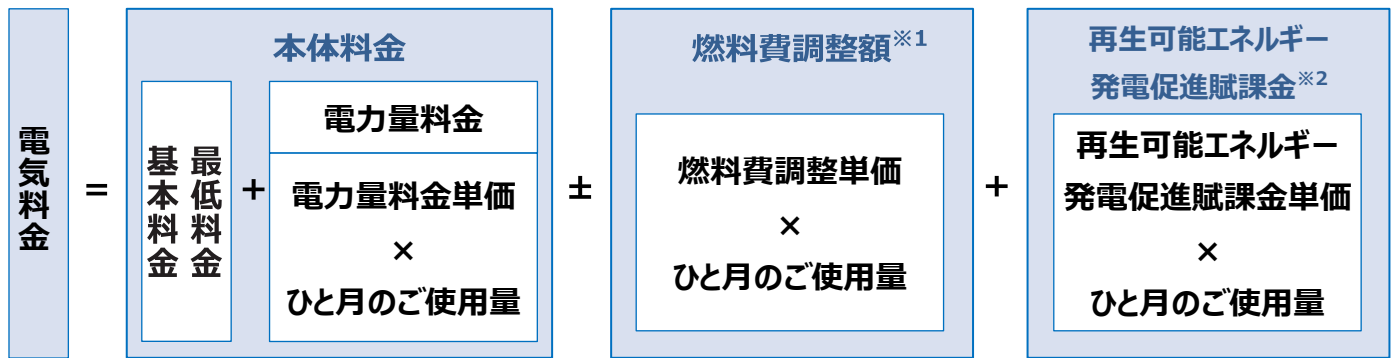 電気料金
=
本体料金
最低料金
基本料金
+
電力量料金
電力量料金単価
×
ひと月のご使用量
±
燃料費調整額※1
燃料費調整単価
×
ひと月のご使用量
+
再生可能エネルギー
発電促進賦課金※2
再生可能エネルギー
発電促進賦課金単価
×
ひと月のご使用量